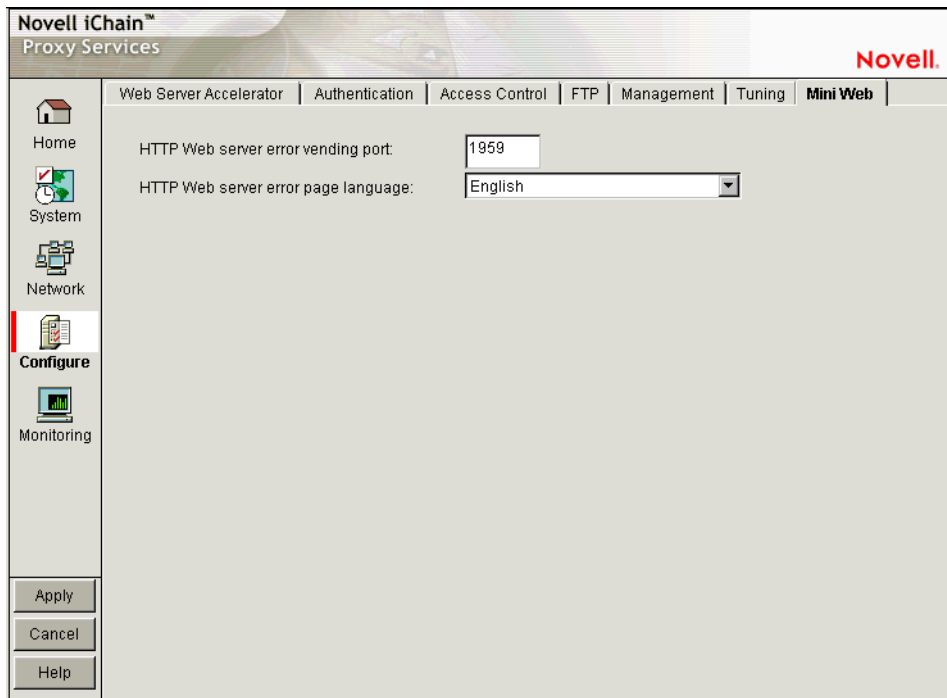 Novell iChain™
Proxy Services
Novell.
Web Server Accelerator
Authentication
Access Control
FTP
Management
Tuning
Mini Web
Home
System
Network
Configure
Monitoring
HTTP Web server error vending port:
1959
HTTP Web server error page language:
English
Apply
Cancel
Help